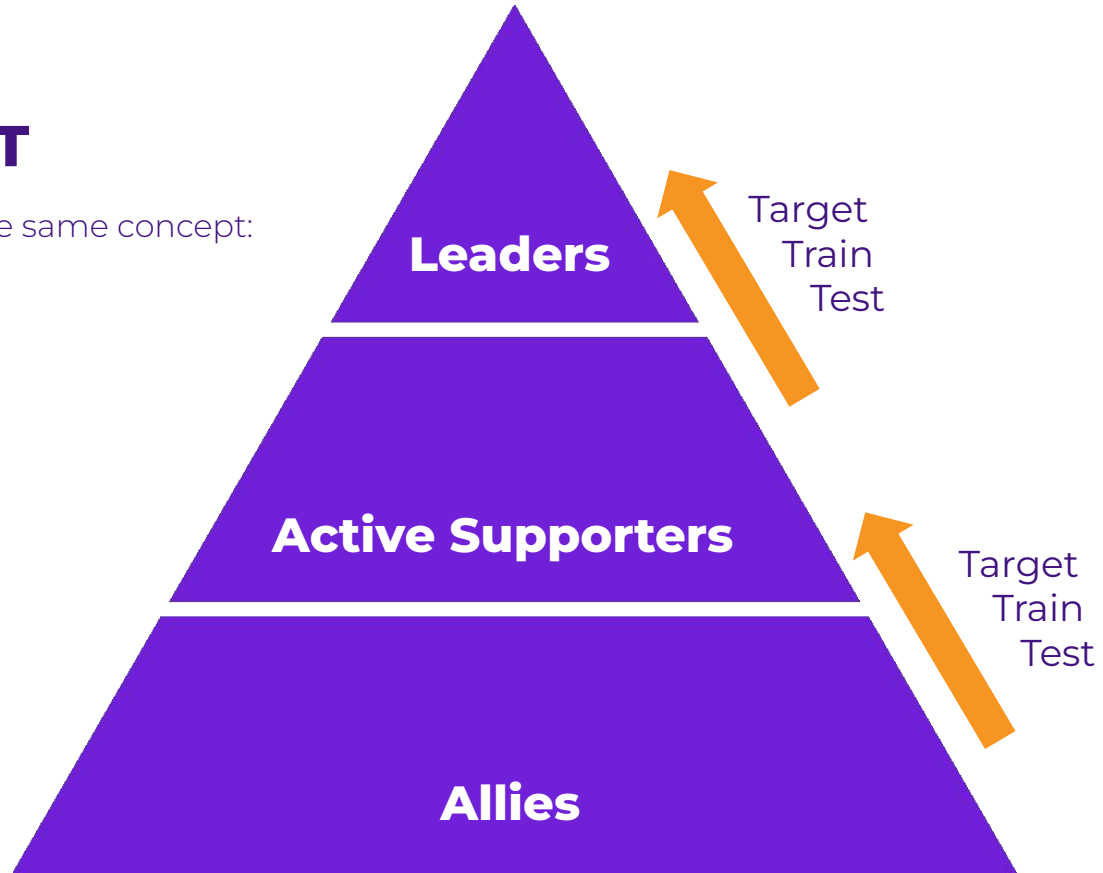 T
e same concept:
Leaders
Target
Train
Test
Active Supporters
Target
Train
Test
Allies